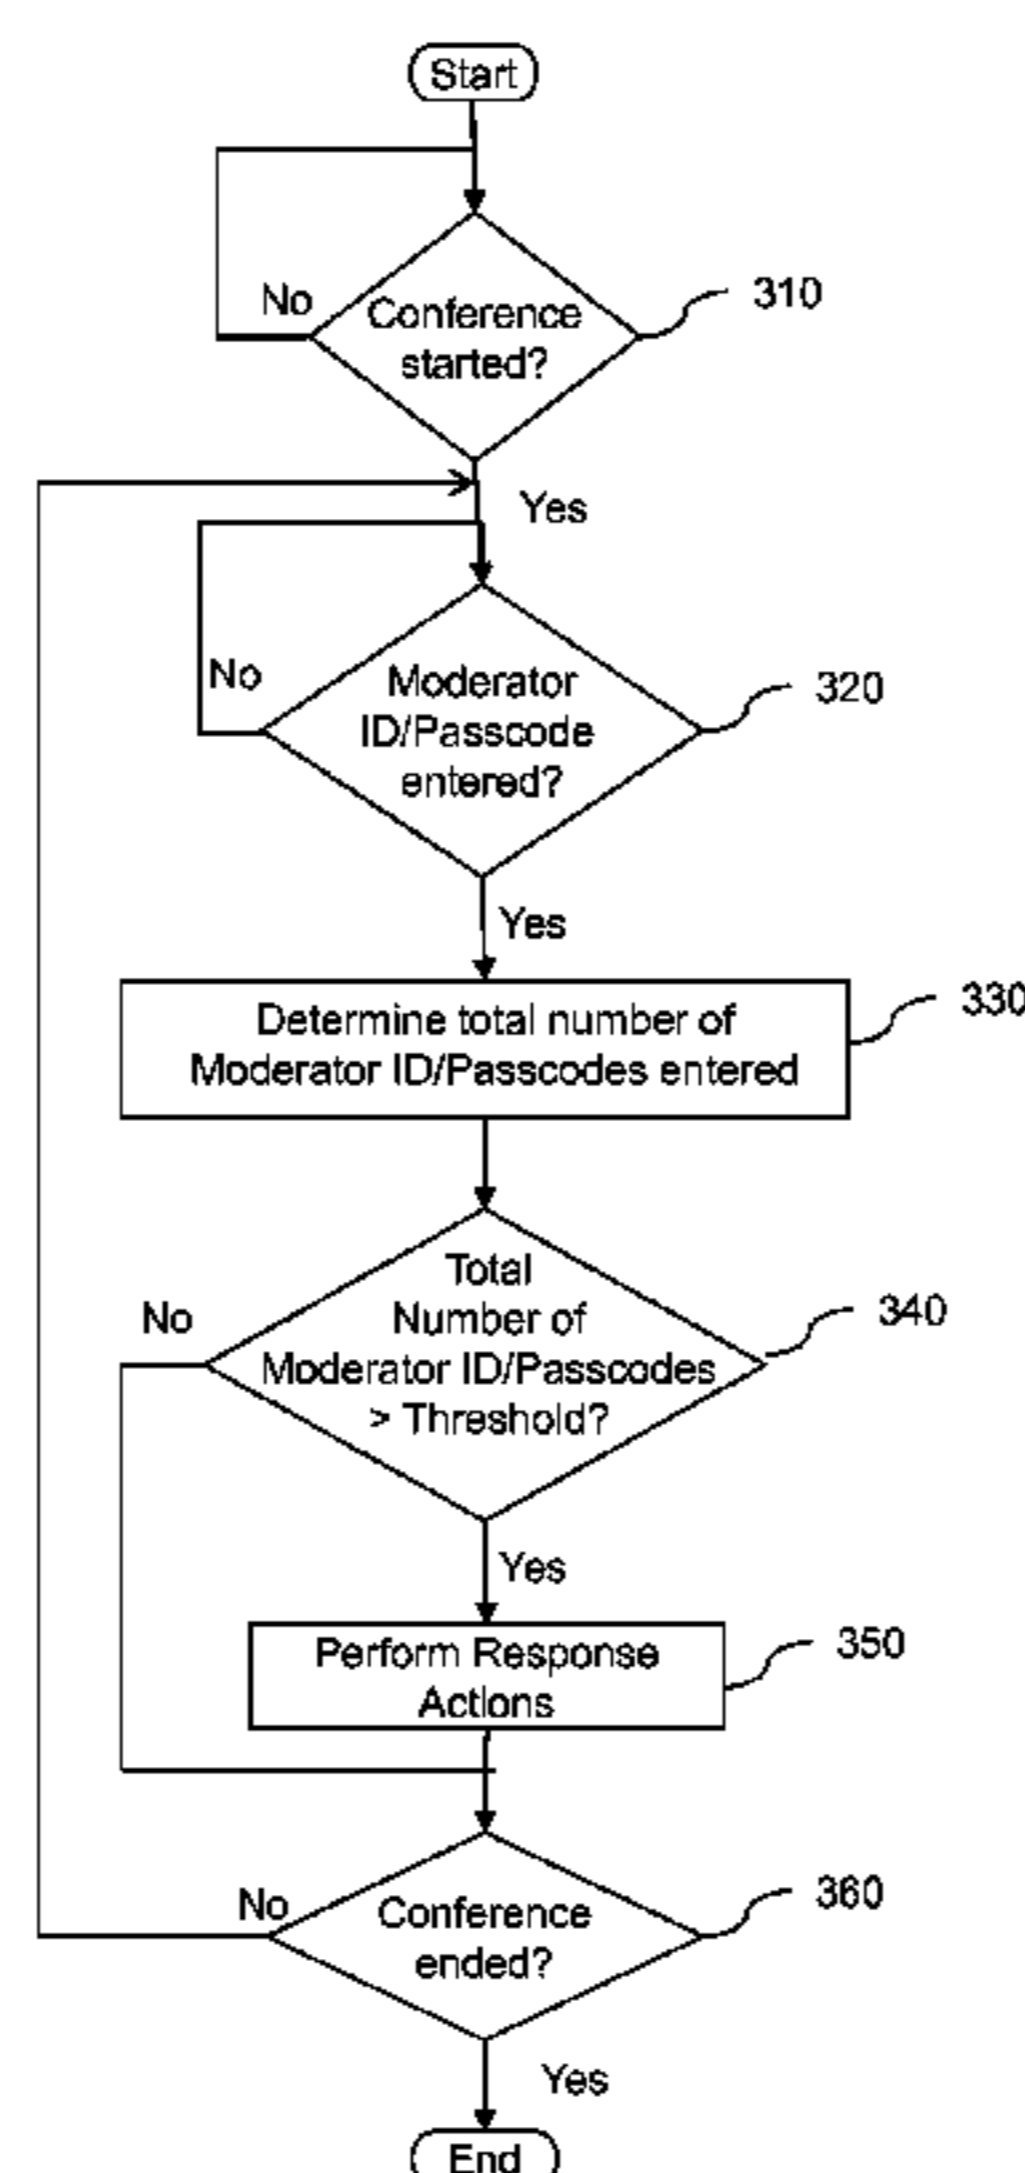 Start
No
Conference
started?
310
Yes
No
Moderator
ID/Passcode
entered?
320
Yes
Determine total number of
Moderator ID/Passcodes entered
330
No
Total
Number of
Moderator ID/Passcodes
> Threshold?
340
Yes
Perform Response
Actions
350
No
Conference
ended?
360
Yes
End